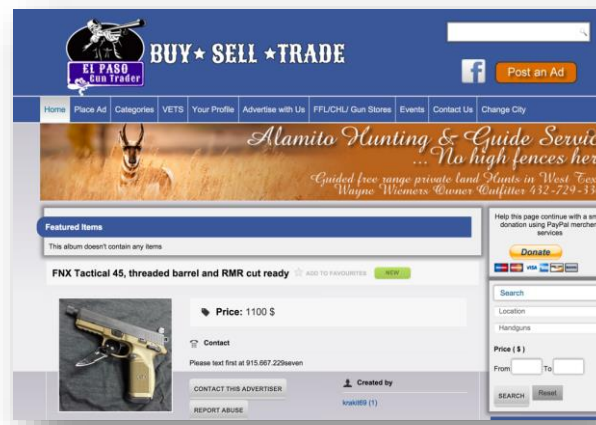 EL PASO
Gun Trader
BUY★ SELL ★TRADE
Post an Ad
Home Place Ad Categories VETS Your Profile Advertise with Us FFL/CHL/ Gun Stores Events Contact Us Change City
Alamito Hunting & Guide Servic
... No high fences her
Guided free range private land Hunts in West Tex
Wayne Wiemers Owner Outfitter 432-729-33
Featured Items
This album doesn't contain any items
FNX Tactical 45, threaded barrel and RMR cut ready ADD TO FAVOURITES NEW
Price: 1100 $
Contact
Please text first at 915.667.229seven
CONTACT THIS ADVERTISER
REPORT ABUSE
Created by
krakit69 (1)
Help this page continue with a sm
donation using PayPal merchen
services
Donate
VISA
Search
Location
Handguns
Price ( $ )
From To
SEARCH Reset